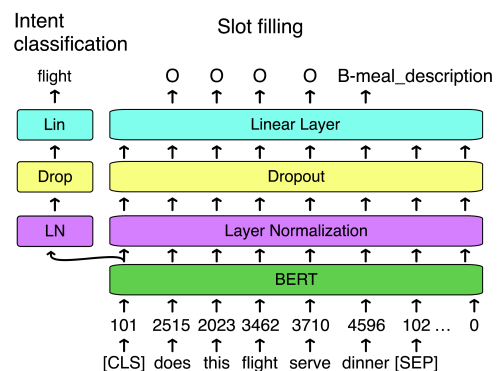 Intent
classification
Slot filling
flight
O O O O B-meal_description
Lin
Linear Layer
Drop
Dropout
LN
Layer Normalization
BERT
101 2515 2023 3462 3710 4596 102 ... 0
[CLS] does this flight serve dinner [SEP]